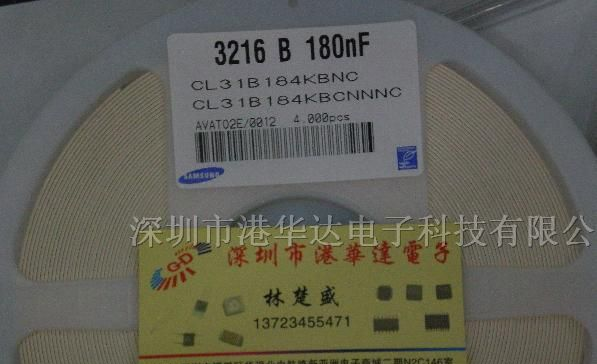 3216 B 180nF
CL31B184KBNC
CL31B184KBCNNNC
AVAT02E/0012 4.000pcs
SAMSUNG
深圳市港华达电子科技有限公司
GD
深圳市港華達電子
林楚盛
13723455471